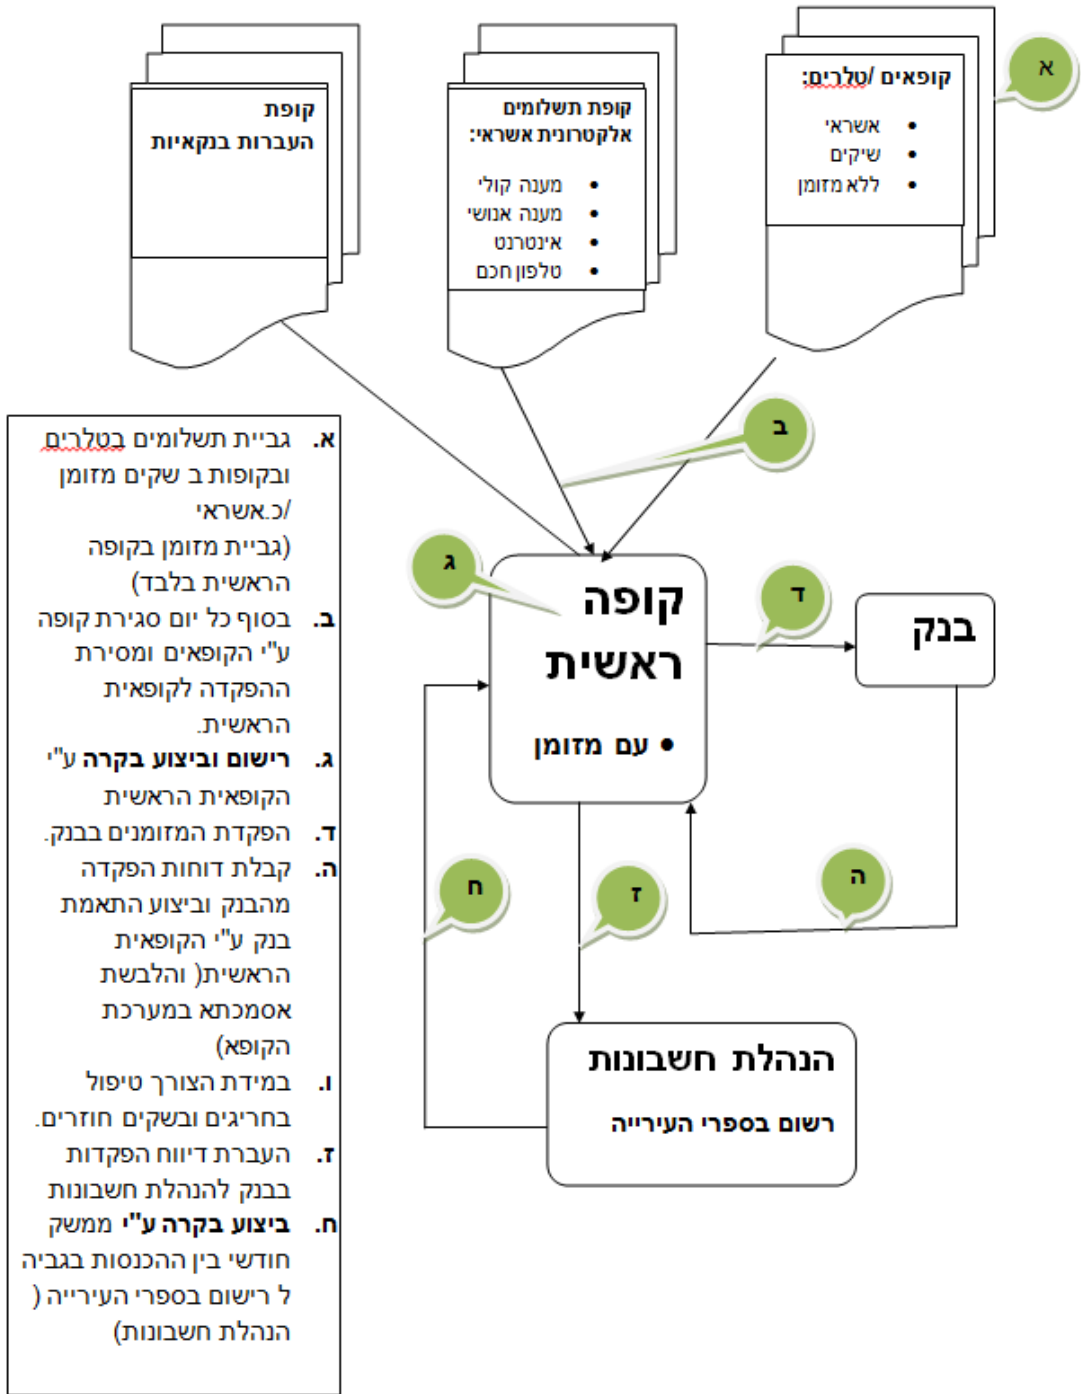 קופאים /טלרים:
• אשראי
• שיקים
• ללא מזומן
א
קופת תשלומים
אלקטרונית אשראי:
• מענה קולי
• מענה אנושי
• אינטרנט
• טלפון חכם
קופת
העברות בנקאיות
ב
ג
קופה
ראשית
• עם מזומן
ד
בנק
ה
ז
ח
הנהלת חשבונות
רשום בספרי העירייה
א. גביית תשלומים בטלרים
ובקופות ב שקים מזומן
/כ.אשראי
(גביית מזומן בקופה
הראשית בלבד)
ב. בסוף כל יום סגירת קופה
ע"י הקופאים ומסירת
ההפקדה לקופאית
הראשית.
ג. רישום וביצוע בקרה ע"י
הקופאית הראשית
ד. הפקדת המזומנים בבנק.
ה. קבלת דוחות הפקדה
מהבנק וביצוע התאמת
בנק ע"י הקופאית
הראשית( והלבשת
אסמכתא במערכת
הקופא)
ו. במידת הצורך טיפול
בחריגים ובשקים חוזרים.
ז. העברת דיווח הפקדות
בבנק להנהלת חשבונות
ח. ביצוע בקרה ע"י ממשק
חודשי בין ההכנסות בגביה
ל רישום בספרי העירייה (
הנהלת חשבונות)